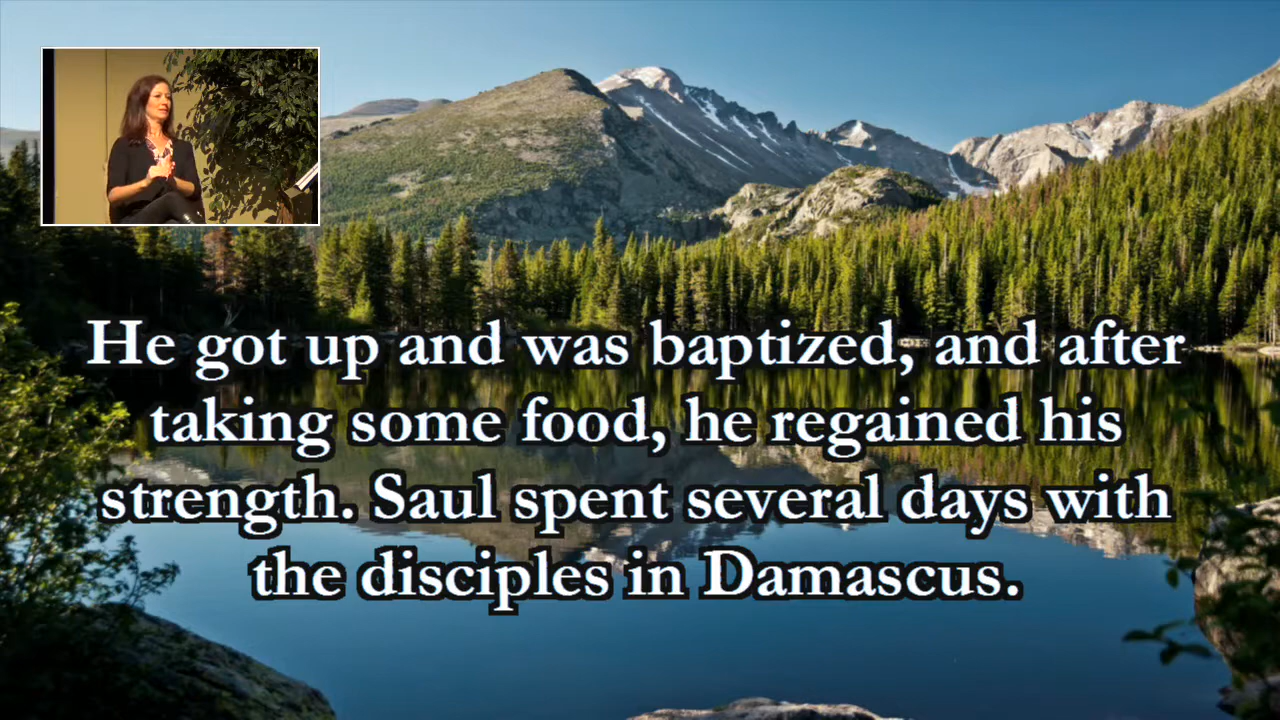 He got up and was baptized, and after
taking some food, he regained his
strength. Saul spent several days with
the disciples in Damascus.